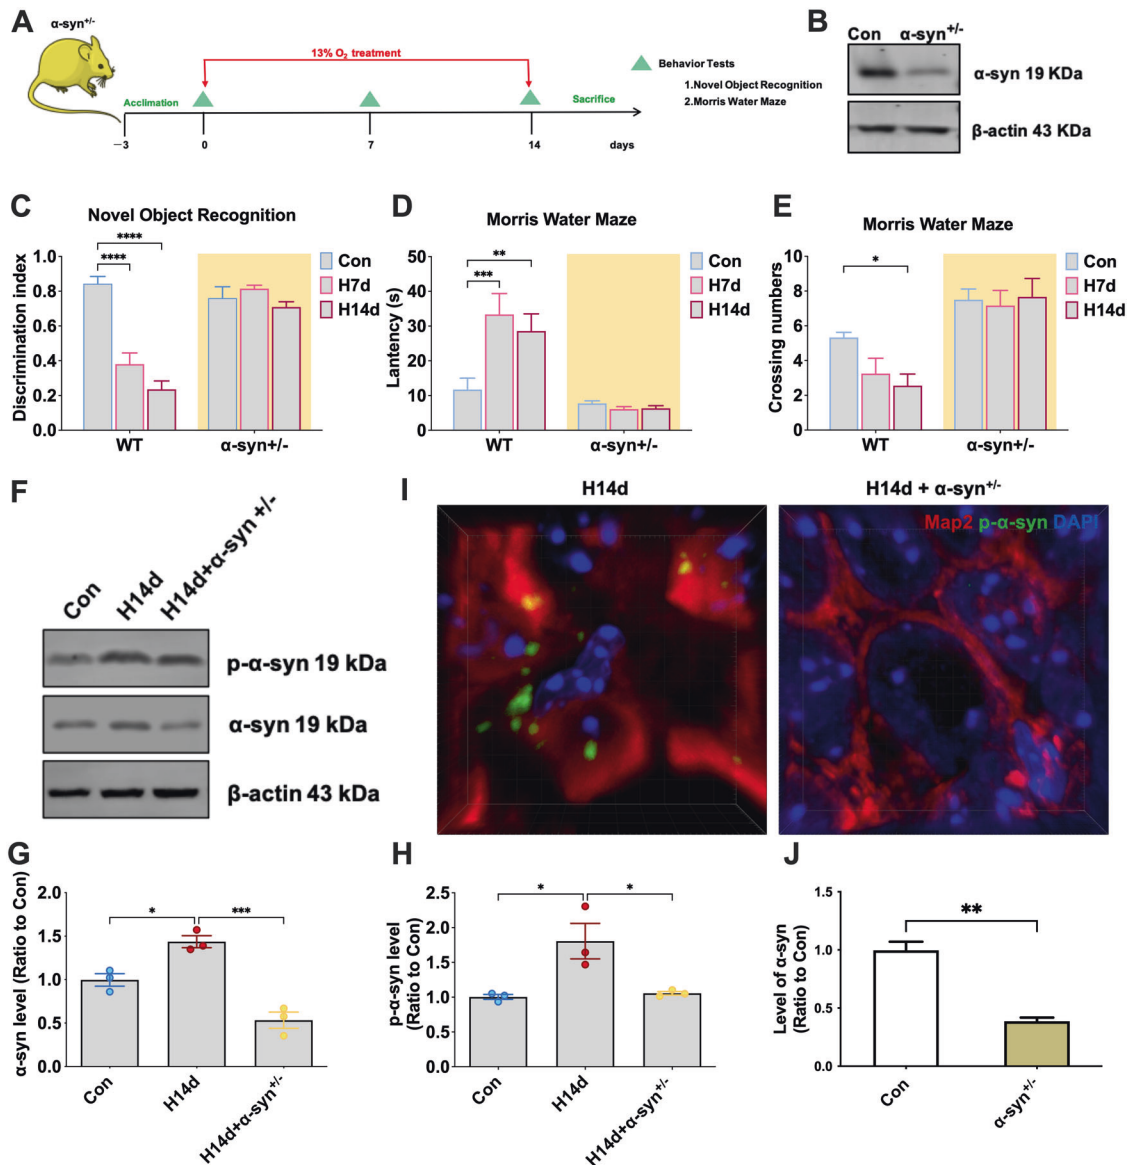 A
α-syn+/-
13% O2 treatment
Acclimation
Sacrifice
−3
0
7
14
days
Behavior Tests
1.Novel Object Recognition
2.Morris Water Maze
B
Con
α-syn+/-
α-syn 19 KDa
β-actin 43 KDa
C
Novel Object Recognition
Discrimination index
1.0
0.8
0.6
0.4
0.2
0.0
****
****
WT
α-syn+/-
Con
H7d
H14d
D
Morris Water Maze
Lantency (s)
50
40
30
20
10
0
**
***
WT
α-syn+/-
Con
H7d
H14d
E
Morris Water Maze
Crossing numbers
10
8
6
4
2
0
*
WT
α-syn+/-
Con
H7d
H14d
F
Con
H14d
H14d+α-syn +/-
p-α-syn 19 kDa
α-syn 19 kDa
β-actin 43 kDa
I
H14d
H14d + α-syn+/-
Map2 p-α-syn DAPI
G
α-syn level (Ratio to Con)
2.0
1.5
1.0
0.5
0.0
*
***
Con
H14d
H14d+α-syn+/-
H
p-α-syn level
(Ratio to Con)
2.5
2.0
1.5
1.0
0.5
0.0
*
*
Con
H14d
H14d+α-syn+/-
J
Level of α-syn
(Ratio to Con)
1.5
1.0
0.5
0.0
**
Con
α-syn+/-